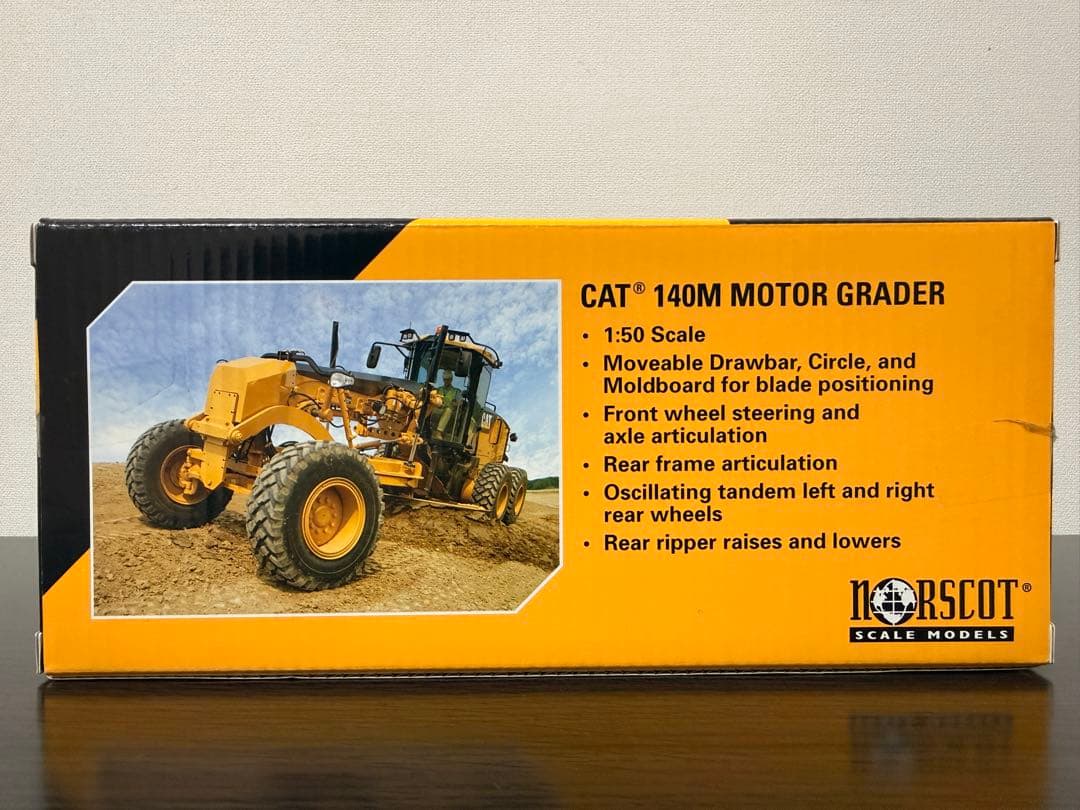 CAT® 140M MOTOR GRADER
• 1:50 Scale
• Moveable Drawbar, Circle, and
Moldboard for blade positioning
• Front wheel steering and
axle articulation
• Rear frame articulation
• Oscillating tandem left and right
rear wheels
• Rear ripper raises and lowers
CAT
NORSCOT®
SCALE MODELS